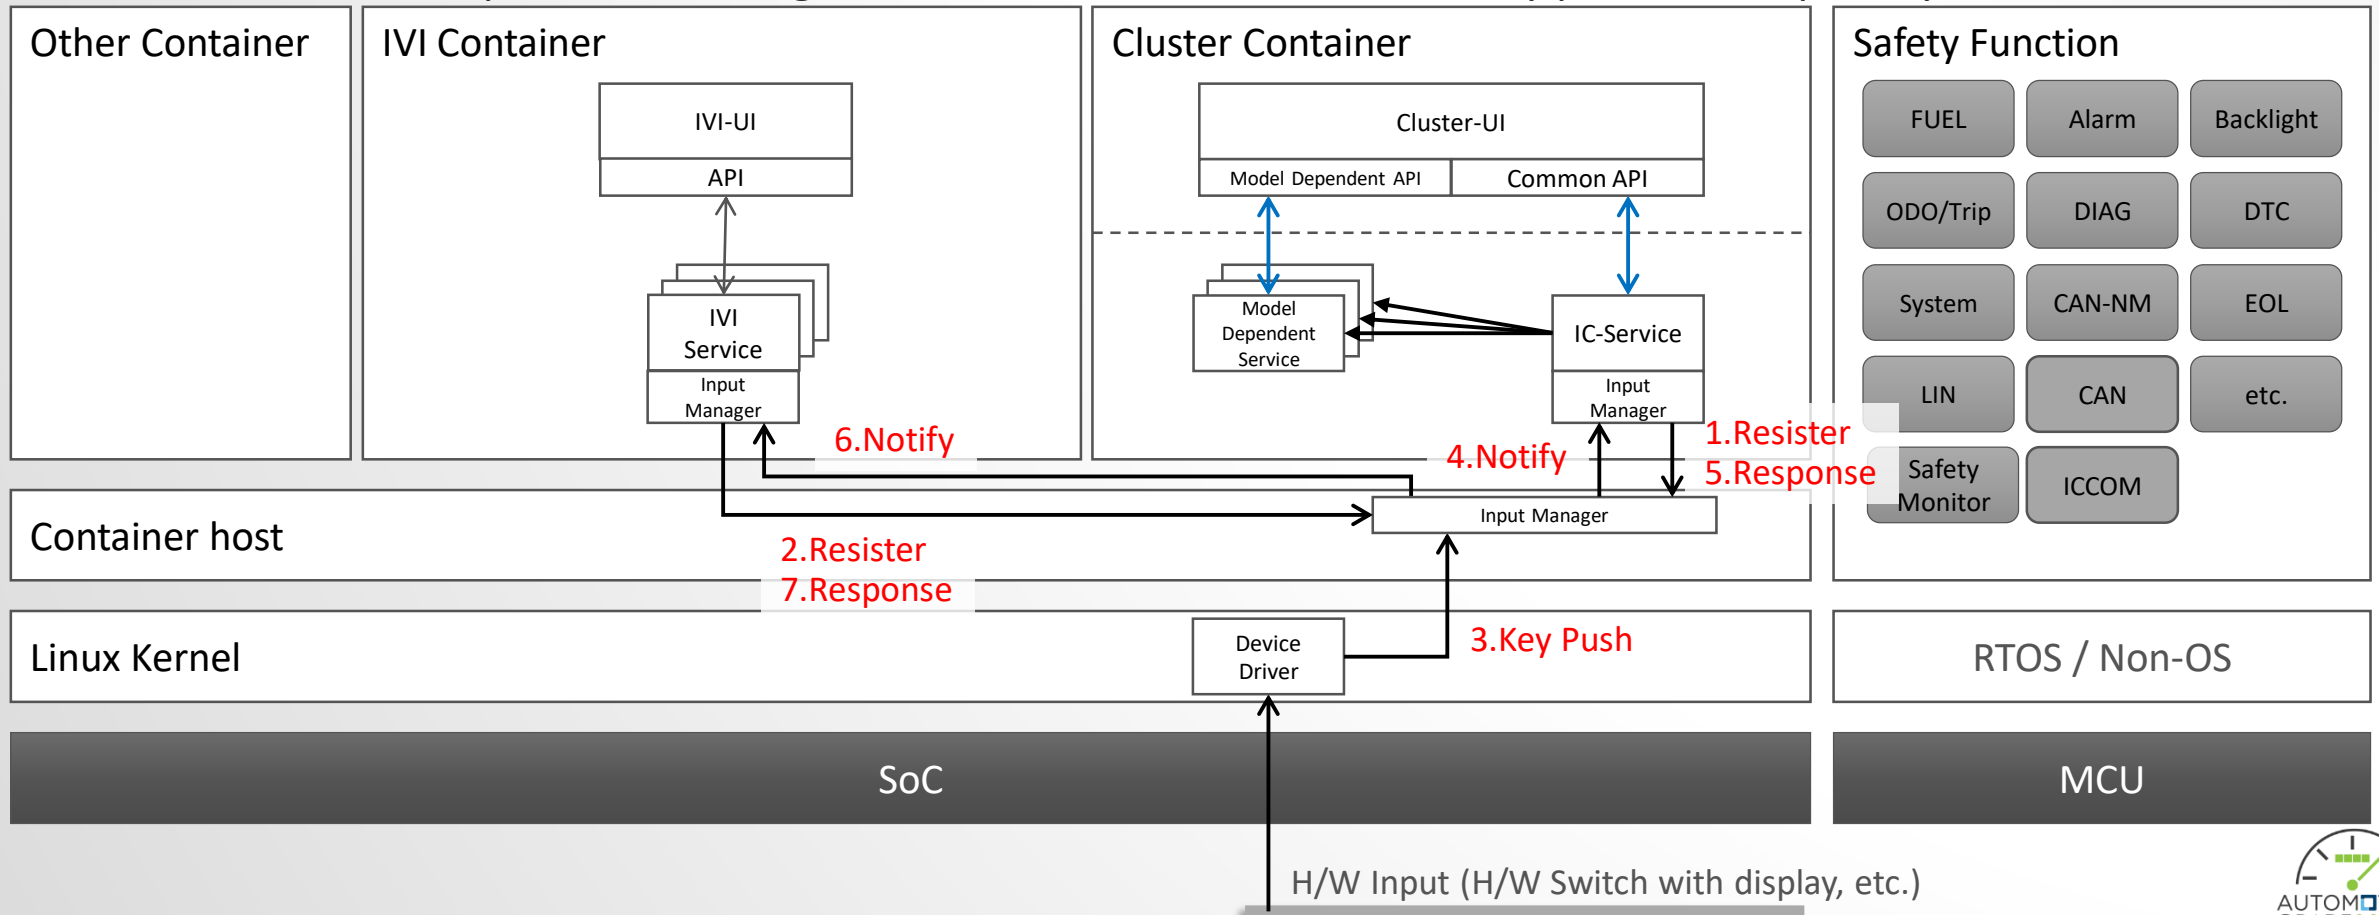 Other Container
IVI Container
Cluster Container
Safety Function
IVI-UI
API
IVI
Service
Input
Manager
Cluster-UI
Model Dependent API
Common API
Model
Dependent
Service
IC-Service
Input
Manager
FUEL
Alarm
Backlight
ODO/Trip
DIAG
DTC
System
CAN-NM
EOL
LIN
CAN
etc.
Safety
Monitor
ICCOM
6.Notify
4.Notify
1.Resister
5.Response
Container host
Input Manager
2.Resister
7.Response
Linux Kernel
Device
Driver
3.Key Push
RTOS / Non-OS
SoC
MCU
H/W Input (H/W Switch with display, etc.)